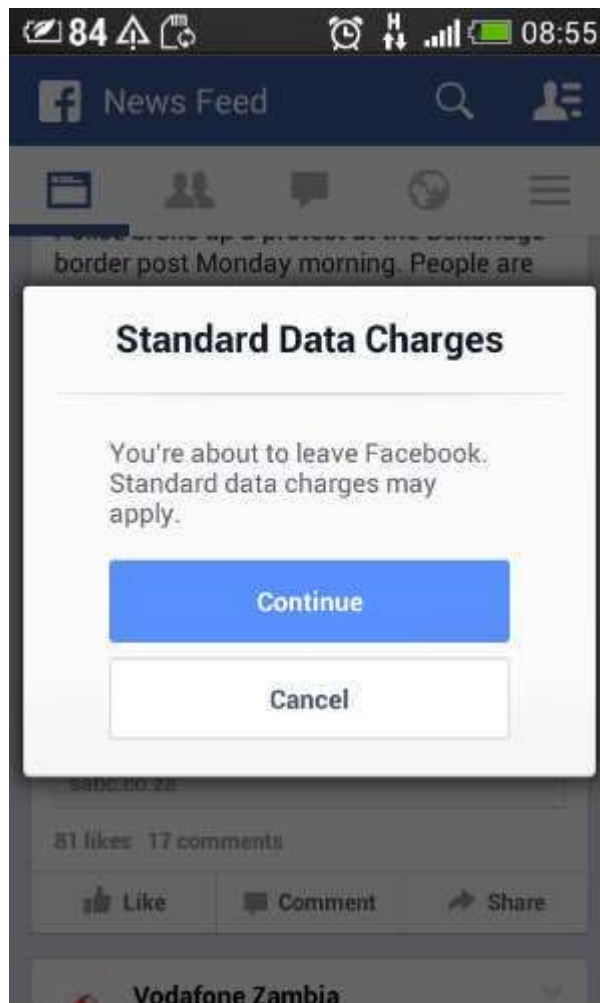 84 H 08:55
f News Feed
border post Monday morning. People are
Standard Data Charges
You're about to leave Facebook.
Standard data charges may
apply.
Continue
Cancel
sabc.co.za
81 likes 17 comments
Like Comment Share
Vodafone Zambia